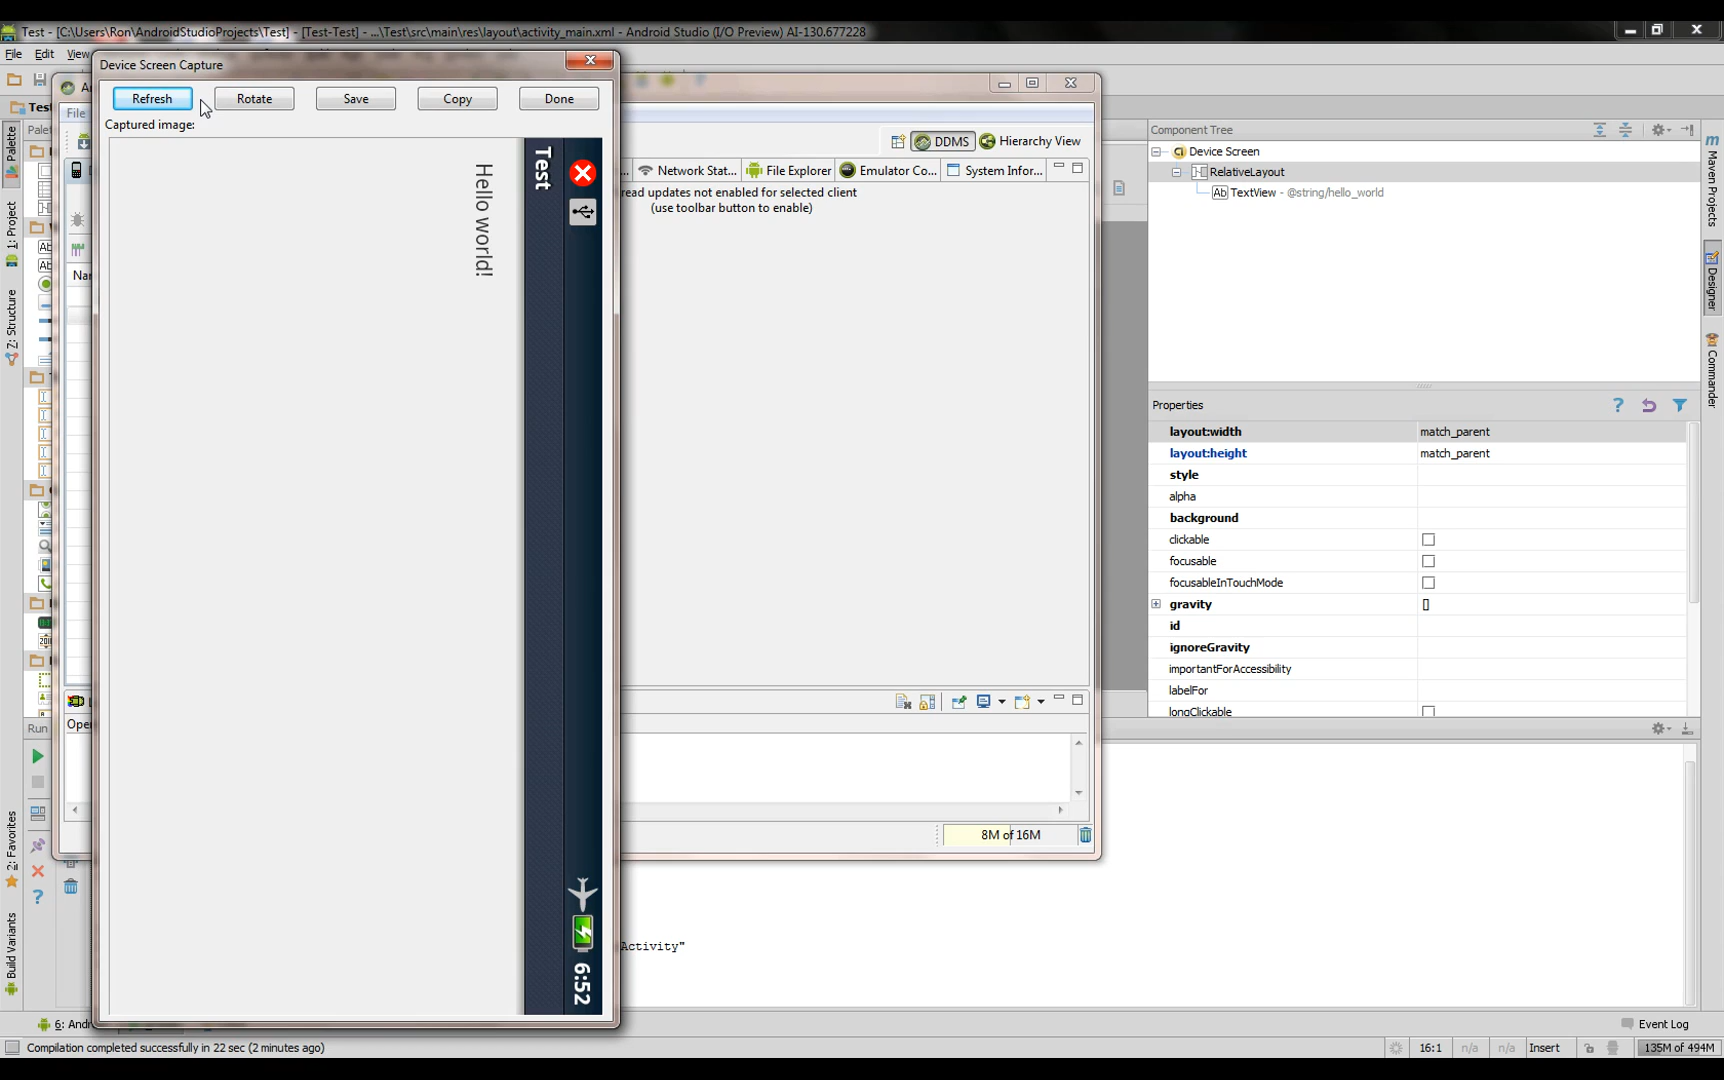 Test - [C:\Users\Ron\AndroidStudioProjects\Test] - [Test-Test] - ...\Test\src\main\res\layout\activity_main.xml - Android Studio (I/O Preview) AI-130.677228
File Edit View
Device Screen Capture
Refresh Rotate Save Copy Done
Captured image:
Test
Hello world!
6:52
File
DDMS Hierarchy View
Network Stat... File Explorer Emulator Co... System Infor...
read updates not enabled for selected client
(use toolbar button to enable)
8M of 16M
Activity"
Test
Palette
1: Project
Z: Structure
2: Favorites
Build Variants
Run
Component Tree
Device Screen
RelativeLayout
Ab TextView - @string/hello_world
Properties
layout:width match_parent
layout:height match_parent
style
alpha
background
clickable
focusable
focusableInTouchMode
gravity []
id
ignoreGravity
importantForAccessibility
labelFor
longClickable
Maven Projects
Designer
Commander
Event Log
Compilation completed successfully in 22 sec (2 minutes ago)
16:1 n/a n/a Insert 135M of 494M